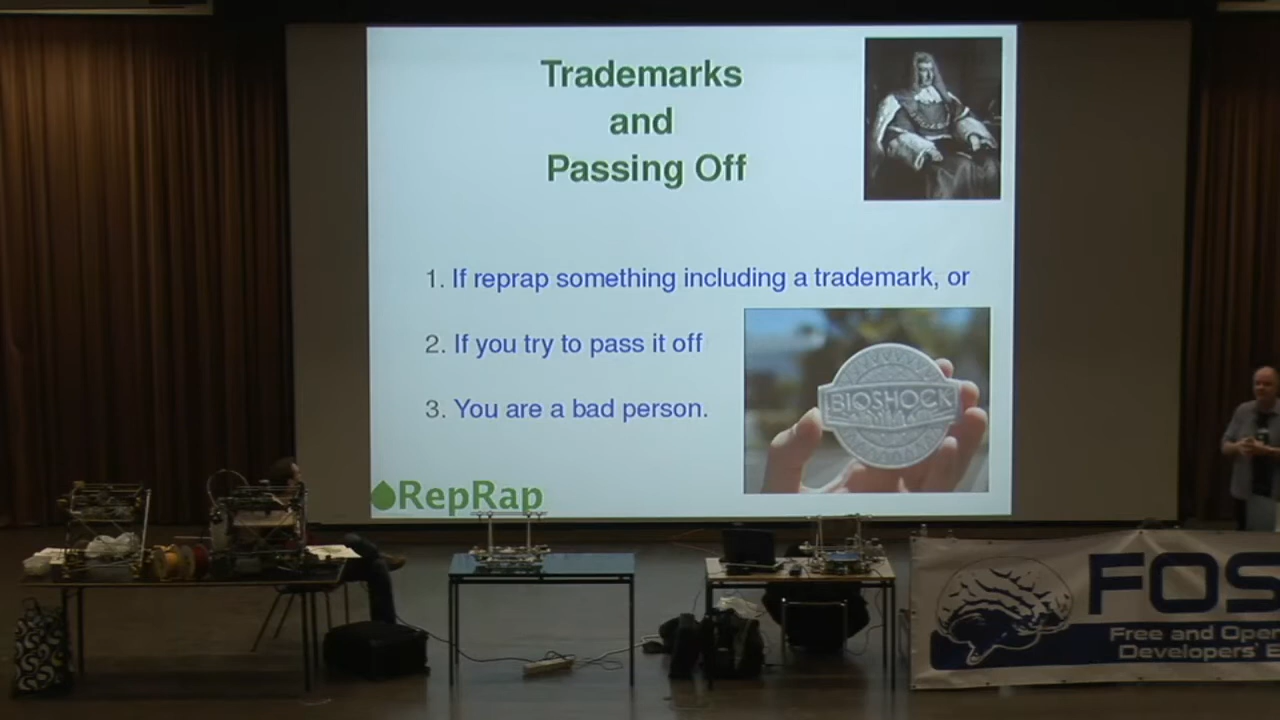 Trademarks
and
Passing Off
1. If reprap something including a trademark, or
2. If you try to pass it off
3. You are a bad person.
BIOSHOCK
RepRap
FOS
Free and Oper
Developers' E